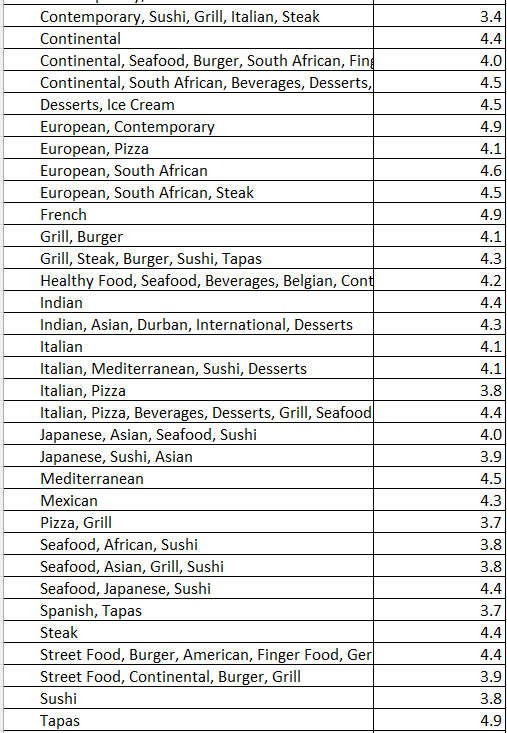 Contemporary, Sushi, Grill, Italian, Steak 3.4
Continental 4.4
Continental, Seafood, Burger, South African, Fing 4.0
Continental, South African, Beverages, Desserts, 4.5
Desserts, Ice Cream 4.5
European, Contemporary 4.9
European, Pizza 4.1
European, South African 4.6
European, South African, Steak 4.5
French 4.9
Grill, Burger 4.1
Grill, Steak, Burger, Sushi, Tapas 4.3
Healthy Food, Seafood, Beverages, Belgian, Cont 4.2
Indian 4.4
Indian, Asian, Durban, International, Desserts 4.3
Italian 4.1
Italian, Mediterranean, Sushi, Desserts 4.1
Italian, Pizza 3.8
Italian, Pizza, Beverages, Desserts, Grill, Seafood 4.4
Japanese, Asian, Seafood, Sushi 4.0
Japanese, Sushi, Asian 3.9
Mediterranean 4.5
Mexican 4.3
Pizza, Grill 3.7
Seafood, African, Sushi 3.8
Seafood, Asian, Grill, Sushi 3.8
Seafood, Japanese, Sushi 4.4
Spanish, Tapas 3.7
Steak 4.4
Street Food, Burger, American, Finger Food, Ger 4.4
Street Food, Continental, Burger, Grill 3.9
Sushi 3.8
Tapas 4.9